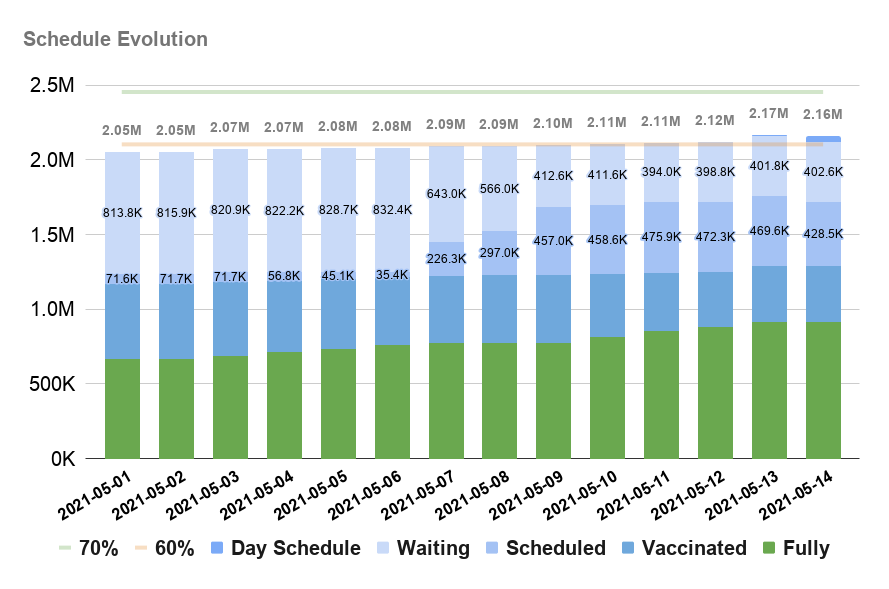 Schedule Evolution
2.5M
2.0M
1.5M
1.0M
500K
0K
2.05M 2.05M 2.07M 2.07M 2.08M 2.08M 2.09M 2.09M 2.10M 2.11M 2.11M 2.12M 2.17M 2.16M
813.8K 815.9K 820.9K 822.2K 828.7K 832.4K 643.0K 566.0K 412.6K 411.6K 394.0K 398.8K 401.8K 402.6K
71.6K 71.7K 71.7K 56.8K 45.1K 35.4K 226.3K 297.0K 457.0K 458.6K 475.9K 472.3K 469.6K 428.5K
2021-05-01 2021-05-02 2021-05-03 2021-05-04 2021-05-05 2021-05-06 2021-05-07 2021-05-08 2021-05-09 2021-05-10 2021-05-11 2021-05-12 2021-05-13 2021-05-14
70% 60% Day Schedule Waiting Scheduled Vaccinated Fully